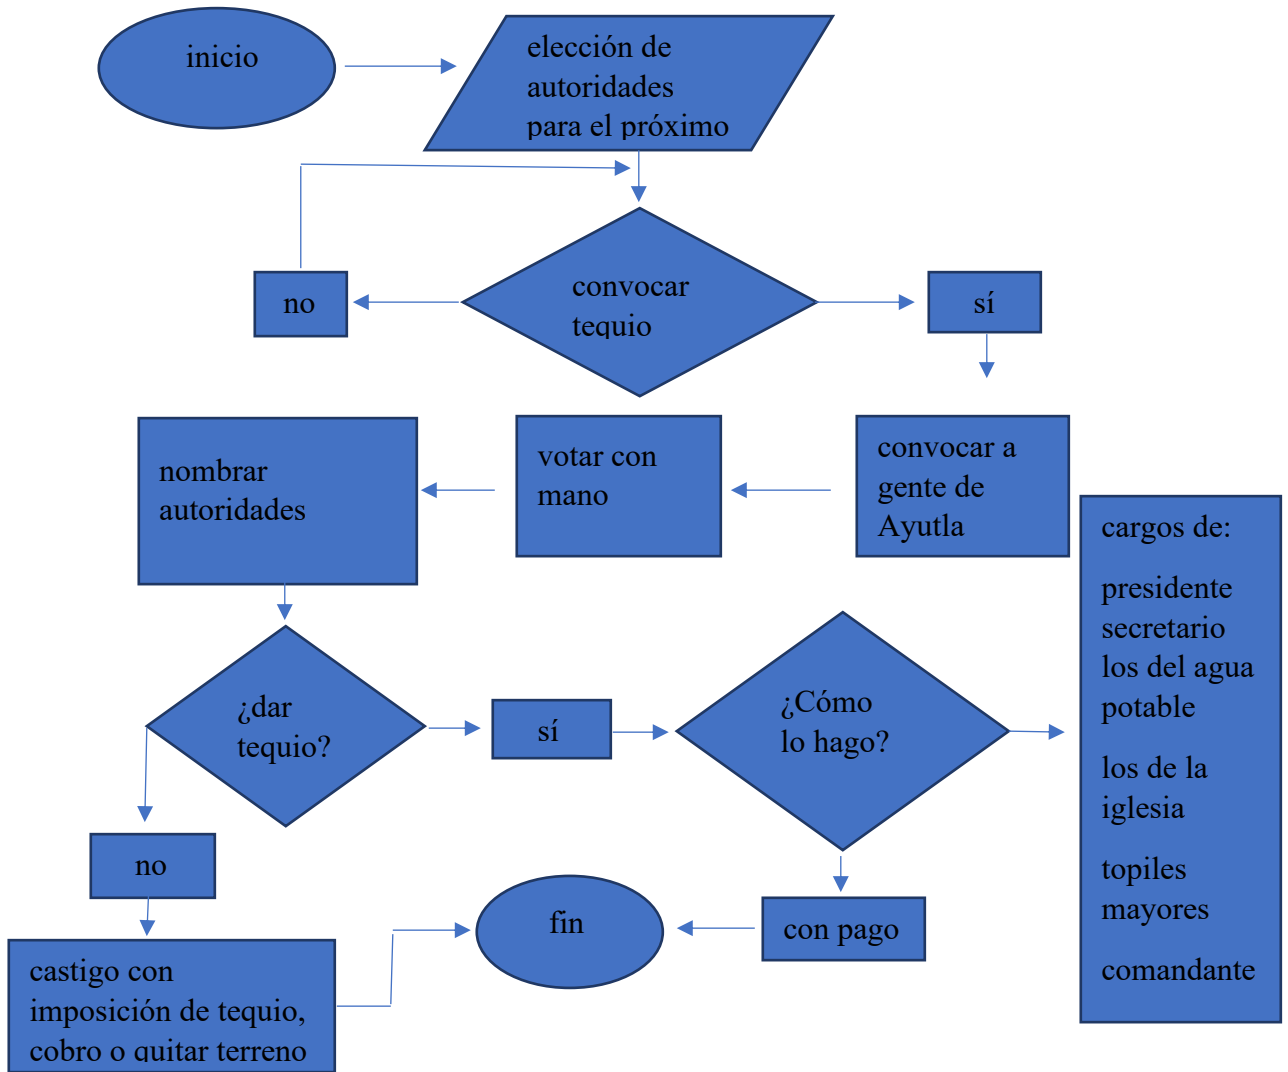 inicio
elección de
autoridades
para el próximo
convocar
tequio
no
sí
convocar a
gente de
Ayutla
votar con
mano
nombrar
autoridades
¿dar
tequio?
sí
¿Cómo
lo hago?
cargos de:
presidente
secretario
los del agua
potable
los de la
iglesia
topiles
mayores
comandante
no
castigo con
imposición de tequio,
cobro o quitar terreno
con pago
fin